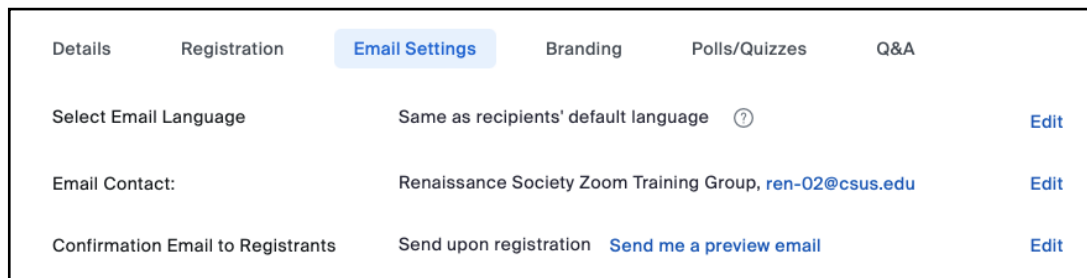 Details Registration Email Settings Branding Polls/Quizzes Q&A
Select Email Language Same as recipients' default language ? Edit
Email Contact: Renaissance Society Zoom Training Group, ren-02@csus.edu Edit
Confirmation Email to Registrants Send upon registration Send me a preview email Edit